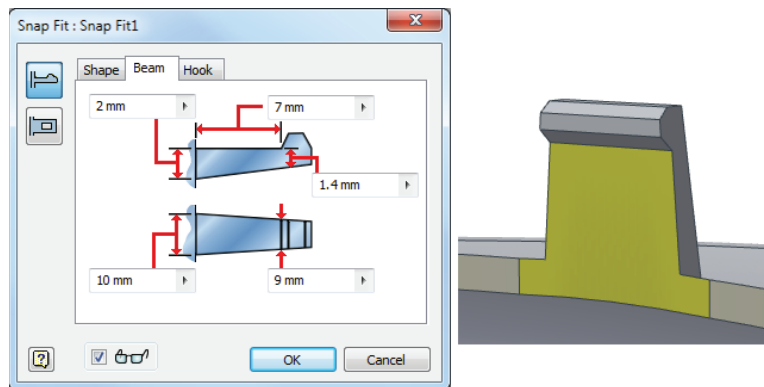 Snap Fit : Snap Fit1
Shape Beam Hook
2 mm 7 mm
1.4 mm
10 mm 9 mm
OK Cancel